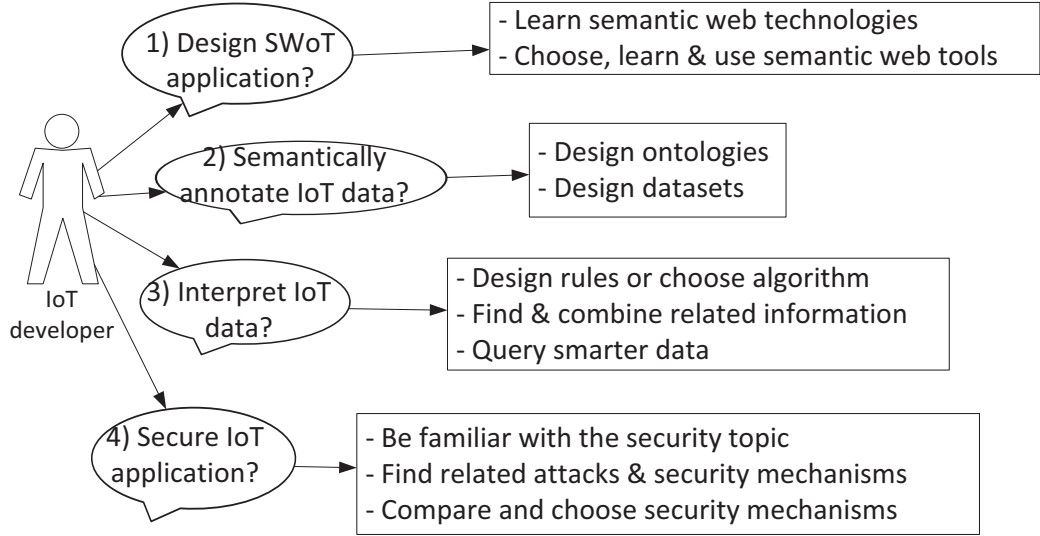 1) Design SWoT
application?
- Learn semantic web technologies
- Choose, learn & use semantic web tools
2) Semantically
annotate IoT data?
- Design ontologies
- Design datasets
IoT
developer
3) Interpret IoT
data?
- Design rules or choose algorithm
- Find & combine related information
- Query smarter data
4) Secure IoT
application?
- Be familiar with the security topic
- Find related attacks & security mechanisms
- Compare and choose security mechanisms